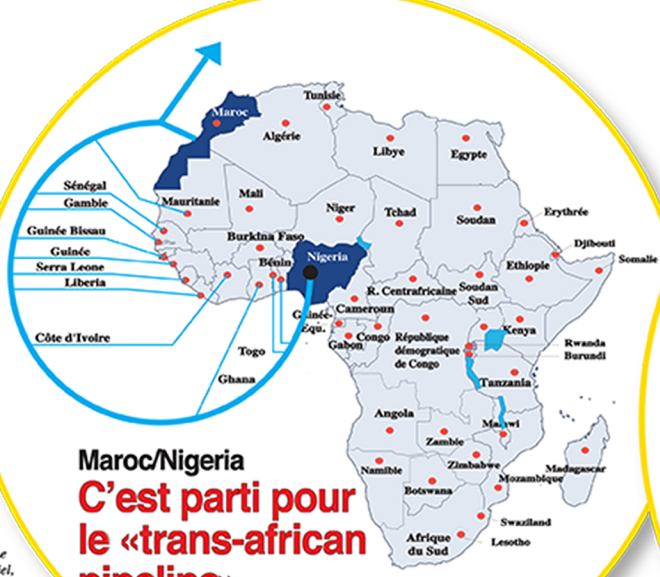 Tunisie
Maroc
Algérie
Libye
Egypte
Sénégal
Gambie
Mauritanie
Mali
Niger
Tchad
Soudan
Erythrée
Guinée Bissau
Burkina Faso
Djibouti
Guinée
Bénin
Nigeria
Ethiopie
Somalie
Serra Leone
Liberia
R. Centrafricaine
Soudan
Sud
Guinée-
Equ.
Cameroun
Côte d'Ivoire
Gabon
Congo
République
démocratique
de Congo
Kenya
Rwanda
Burundi
Togo
Ghana
Tanzania
Angola
Malawi
Zambie
Namibie
Zimbabwe
Botswana
Mozambique
Madagascar
Swaziland
Afrique
du Sud
Lesotho
Maroc/Nigeria
C'est parti pour
le «trans-african
pipeline»